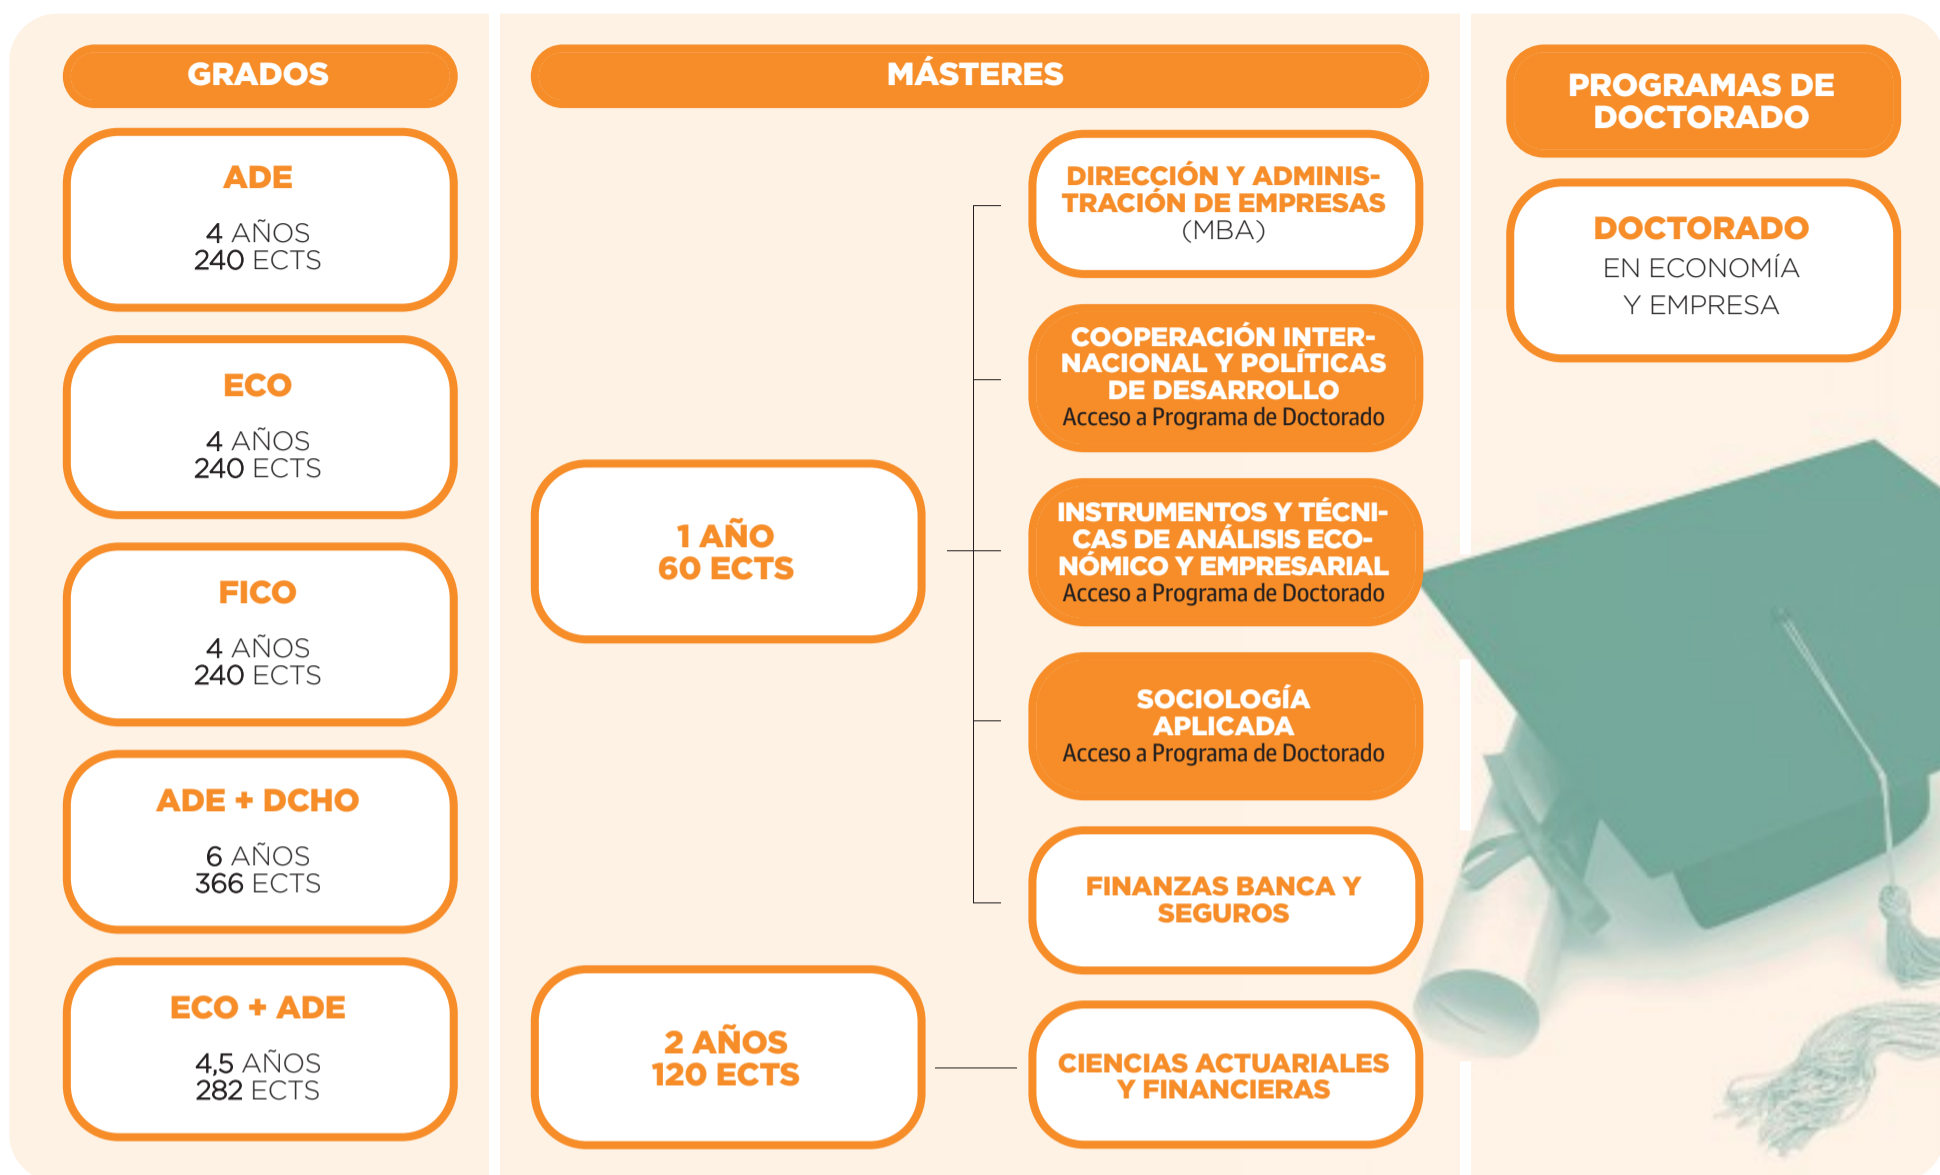 GRADOS
ADE
4 AÑOS
240 ECTS
ECO
4 AÑOS
240 ECTS
FICO
4 AÑOS
240 ECTS
ADE + DCHO
6 AÑOS
366 ECTS
ECO + ADE
4,5 AÑOS
282 ECTS
MÁSTERES
1 AÑO
60 ECTS
DIRECCIÓN Y ADMINIS-
TRACIÓN DE EMPRESAS
(MBA)
COOPERACIÓN INTER-
NACIONAL Y POLÍTICAS
DE DESARROLLO
Acceso a Programa de Doctorado
INSTRUMENTOS Y TÉCNI-
CAS DE ANÁLISIS ECO-
NÓMICO Y EMPRESARIAL
Acceso a Programa de Doctorado
SOCIOLOGÍA
APLICADA
Acceso a Programa de Doctorado
FINANZAS BANCA Y
SEGUROS
2 AÑOS
120 ECTS
CIENCIAS ACTUARIALES
Y FINANCIERAS
PROGRAMAS DE
DOCTORADO
DOCTORADO
EN ECONOMÍA
Y EMPRESA